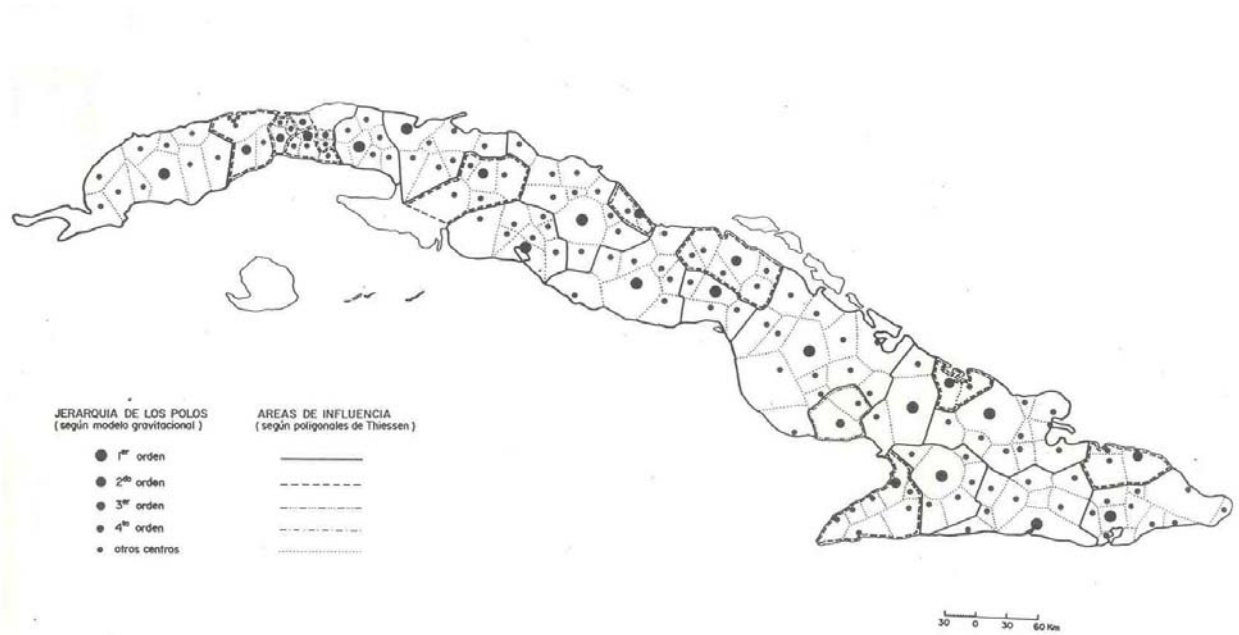 JERARQUIA DE LOS POLOS
(según modelo gravitacional)
1er orden
2do orden
3er orden
4to orden
otros centros
AREAS DE INFLUENCIA
(según poligonales de Thiessen)
30 0 30 60 Km